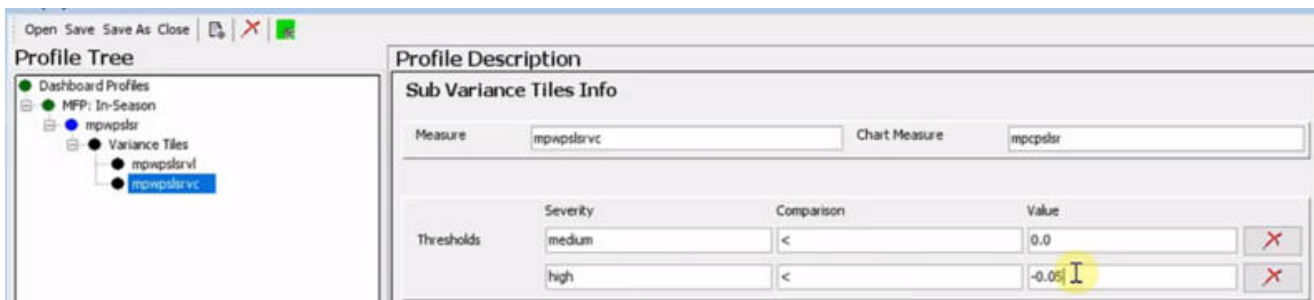 Open Save Save As Close
Profile Tree
Dashboard Profiles
MFP: In-Season
mpwpslsr
Variance Tiles
mpwpslsrvl
mpwpslsrvc
Profile Description
Sub Variance Tiles Info
Measure mpwpslsrvc Chart Measure mpcpslsr
Severity Comparison Value
Thresholds medium < 0.0
high < -0.05